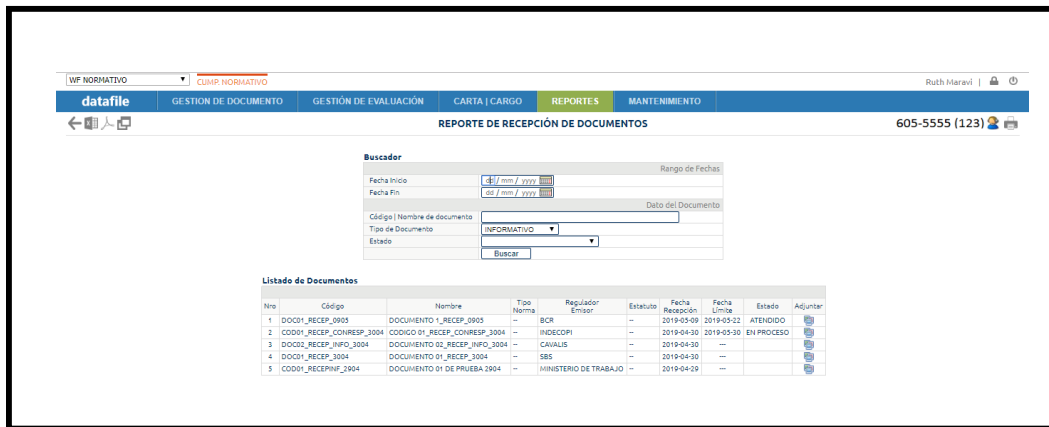 WF NORMATIVO CUMP. NORMATIVO Ruth Maravi |
datafile GESTION DE DOCUMENTO GESTIÓN DE EVALUACIÓN CARTA | CARGO REPORTES MANTENIMIENTO
REPORTE DE RECEPCIÓN DE DOCUMENTOS 605-5555 (123)
Buscador
Rango de Fechas
Fecha Inicio dd / mm / yyyy
Fecha Fin dd / mm / yyyy
Dato del Documento
Código | Nombre de documento
Tipo de Documento INFORMATIVO
Estado
Buscar
Listado de Documentos
Nro Código Nombre Tipo Norma Regulador Emisor Estatuto Fecha Recepción Fecha Límite Estado Adjuntar
1 DOC01_RECEP_0905 DOCUMENTO 1_RECEP_0905 -- BCR -- 2019-05-09 2019-05-22 ATENDIDO
2 COD01_RECEP_CONRESP_3004 CODIGO 01_RECEP_CONRESP_3004 -- INDECOPI -- 2019-04-30 2019-05-30 EN PROCESO
3 DOC02_RECEP_INFO_3004 DOCUMENTO 02_RECEP_INFO_3004 -- CAVALIS -- 2019-04-30 ---
4 DOC01_RECEP_3004 DOCUMENTO 01_RECEP_3004 -- SBS -- 2019-04-30 ---
5 COD01_RECEPINF_2904 DOCUMENTO 01 DE PRUEBA 2904 -- MINISTERIO DE TRABAJO -- 2019-04-29 ---